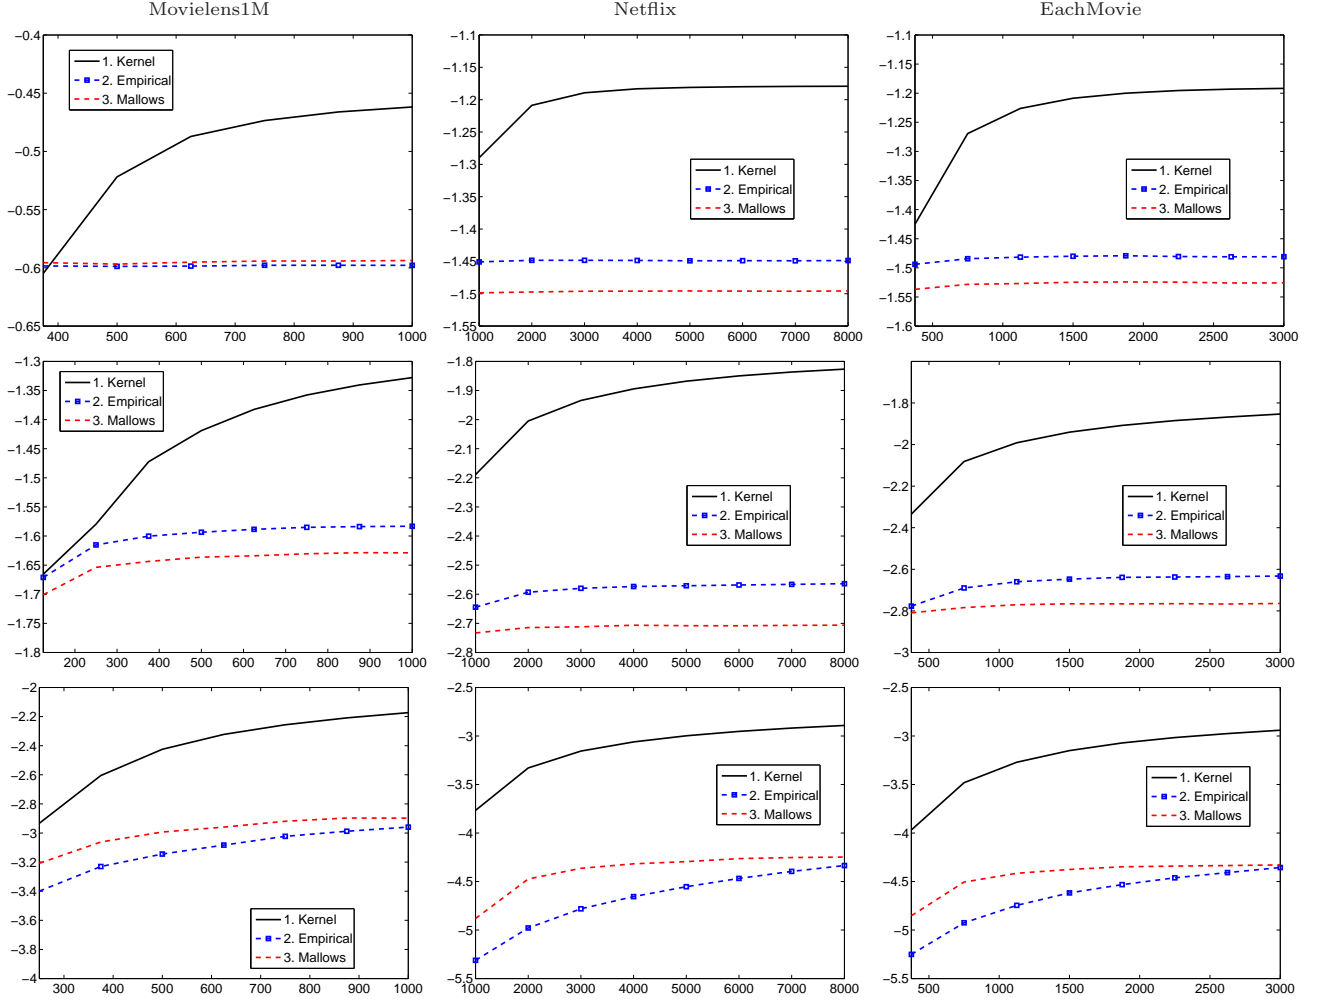 Movielens1M Netflix EachMovie
−0.4
−0.45
−0.5
−0.55
−0.6
−0.65
400 500 600 700 800 900 1000
1. Kernel
2. Empirical
3. Mallows
−1.1
−1.15
−1.2
−1.25
−1.3
−1.35
−1.4
−1.45
−1.5
−1.55
1000 2000 3000 4000 5000 6000 7000 8000
1. Kernel
2. Empirical
3. Mallows
−1.1
−1.15
−1.2
−1.25
−1.3
−1.35
−1.4
−1.45
−1.5
−1.55
−1.6
500 1000 1500 2000 2500 3000
1. Kernel
2. Empirical
3. Mallows
−1.3
−1.35
−1.4
−1.45
−1.5
−1.55
−1.6
−1.65
−1.7
−1.75
−1.8
200 300 400 500 600 700 800 900 1000
1. Kernel
2. Empirical
3. Mallows
−1.8
−1.9
−2
−2.1
−2.2
−2.3
−2.4
−2.5
−2.6
−2.7
−2.8
1000 2000 3000 4000 5000 6000 7000 8000
1. Kernel
2. Empirical
3. Mallows
−1.8
−2
−2.2
−2.4
−2.6
−2.8
−3
500 1000 1500 2000 2500 3000
1. Kernel
2. Empirical
3. Mallows
−2
−2.2
−2.4
−2.6
−2.8
−3
−3.2
−3.4
−3.6
−3.8
−4
300 400 500 600 700 800 900 1000
1. Kernel
2. Empirical
3. Mallows
−2.5
−3
−3.5
−4
−4.5
−5
−5.5
1000 2000 3000 4000 5000 6000 7000 8000
1. Kernel
2. Empirical
3. Mallows
−2.5
−3
−3.5
−4
−4.5
−5
−5.5
500 1000 1500 2000 2500 3000
1. Kernel
2. Empirical
3. Mallows